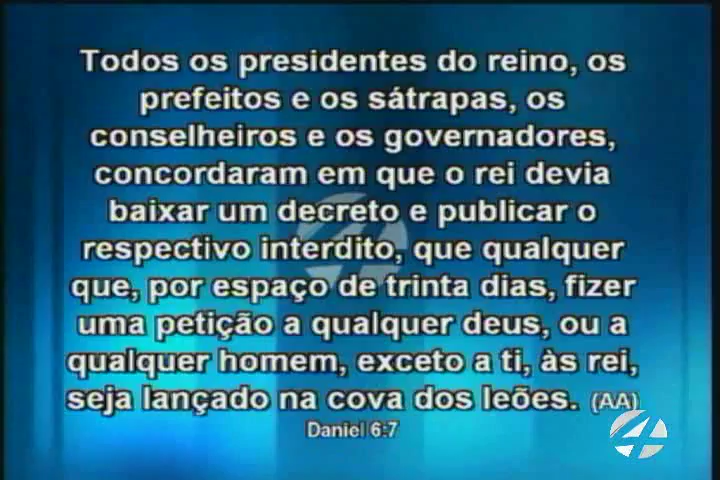 Todos os presidentes do reino, os
prefeitos e os sátrapas, os
conselheiros e os governadores,
concordaram em que o rei devia
baixar um decreto e publicar o
respectivo interdito, que qualquer
que, por espaço de trinta dias, fizer
uma petição a qualquer deus, ou a
qualquer homem, exceto a ti, às rei,
seja lançado na cova dos leões. (AA)
Daniel 6:7
4